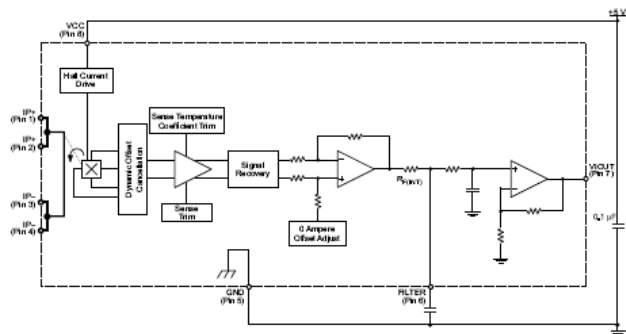 +5 V
VCC
(Pin 8)
Hall Current
Drive
IP+
(Pin 1)
IP+
(Pin 2)
IP−
(Pin 3)
IP−
(Pin 4)
Dynamic Offset
Cancellation
Sense Temperature
Coefficient Trim
Sense
Trim
Signal
Recovery
0 Ampere
Offset Adjust
RF(INT)
VIOUT
(Pin 7)
0.1 µF
GND
(Pin 5)
FILTER
(Pin 6)